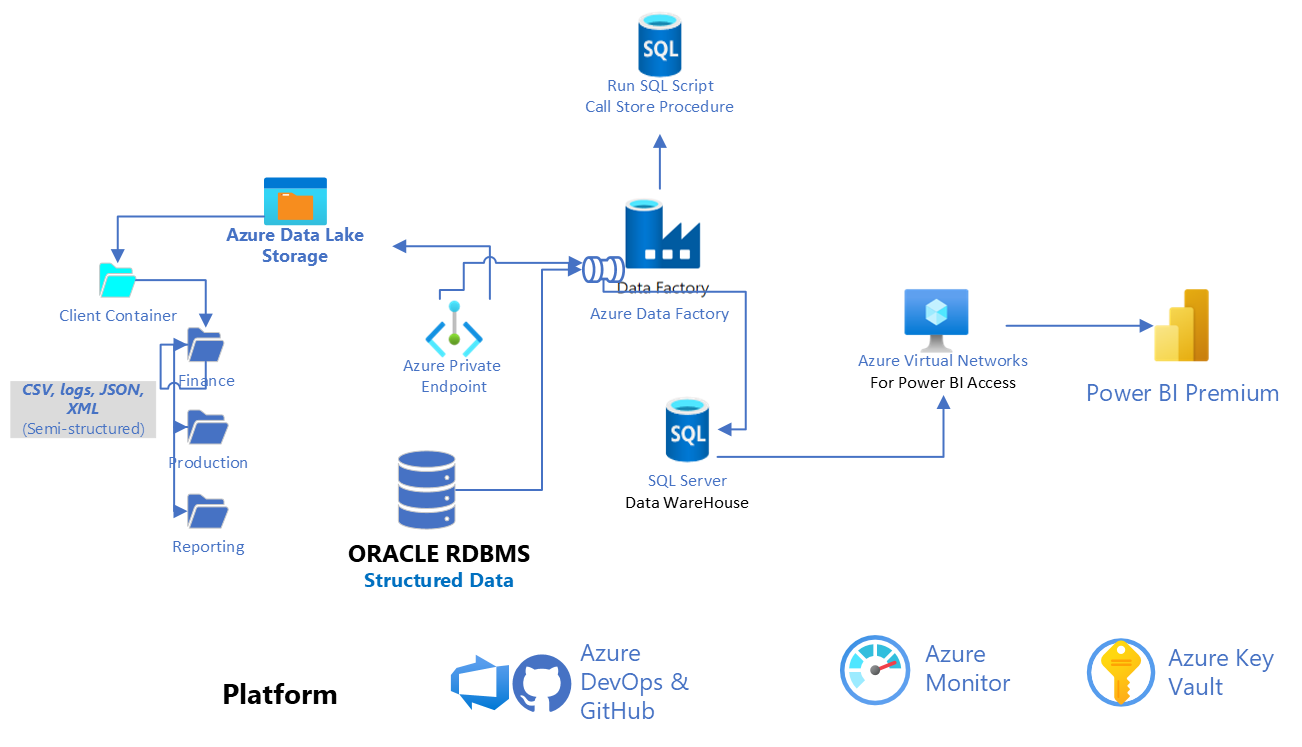 SQL
Run SQL Script
Call Store Procedure
Azure Data Lake
Storage
Client Container
Finance
CSV, logs, JSON,
XML
(Semi-structured)
Production
Reporting
Azure Private
Endpoint
Data Factory
Azure Data Factory
ORACLE RDBMS
Structured Data
SQL
SQL Server
Data WareHouse
Azure Virtual Networks
For Power BI Access
Power BI Premium
Platform
Azure
DevOps &
GitHub
Azure
Monitor
Azure Key
Vault